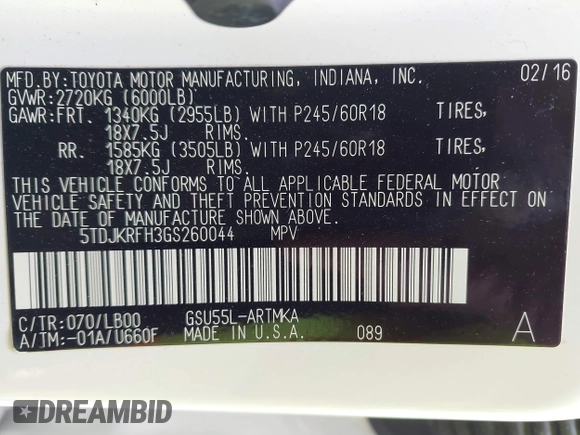 MFD.BY:TOYOTA MOTOR MANUFACTURING, INDIANA, INC. 02/16
GVWR:2720KG (6000LB)
GAWR:FRT. 1340KG (2955LB) WITH P245/60R18 TIRES,
18X7.5J RIMS.
RR. 1585KG (3505LB) WITH P245/60R18 TIRES,
18X7.5J RIMS.
THIS VEHICLE CONFORMS TO ALL APPLICABLE FEDERAL MOTOR
VEHICLE SAFETY AND THEFT PREVENTION STANDARDS IN EFFECT ON
THE DATE OF MANUFACTURE SHOWN ABOVE.
5TDJKRFH3GS260044 MPV
C/TR:070/LB00 GSU55L-ARTMKA
A/TM:-01A/U660F MADE IN U.S.A. 089 A
DREAMBID